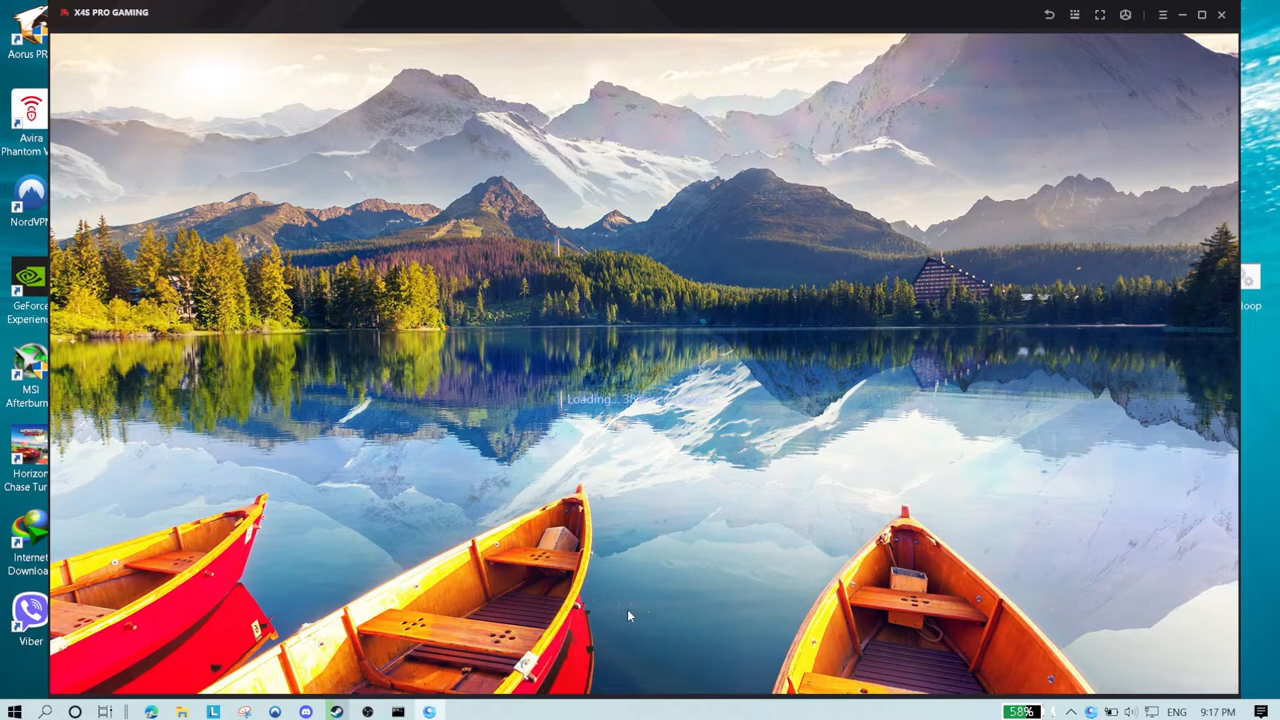 X4S PRO GAMING
Aorus PR
Avira
Phantom V
NordVPN
GeForce
Experienc
MSI
Afterburn
Horizon
Chase Tur
Internet
Downloa
Viber
loop
Loading...
58%
ENG
9:17 PM